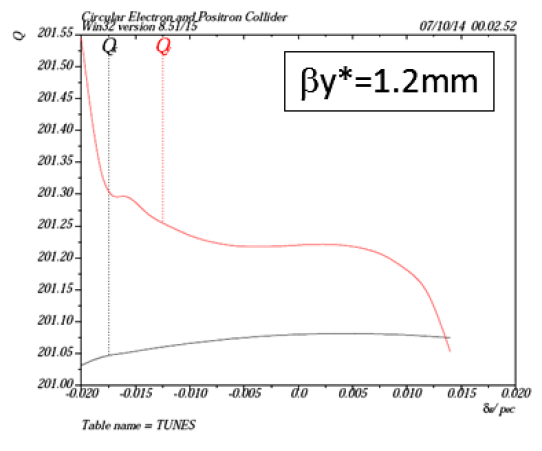 Circular Electron and Positron Collider
Win32 version 8.51/15 07/10/14 00.02.52
Q
Q Q
βy*=1.2mm
201.55
201.50
201.45
201.40
201.35
201.30
201.25
201.20
201.15
201.10
201.05
201.00
-0.020 -0.015 -0.010 -0.005 0.0 0.005 0.010 0.015 0.020
Table name = TUNES